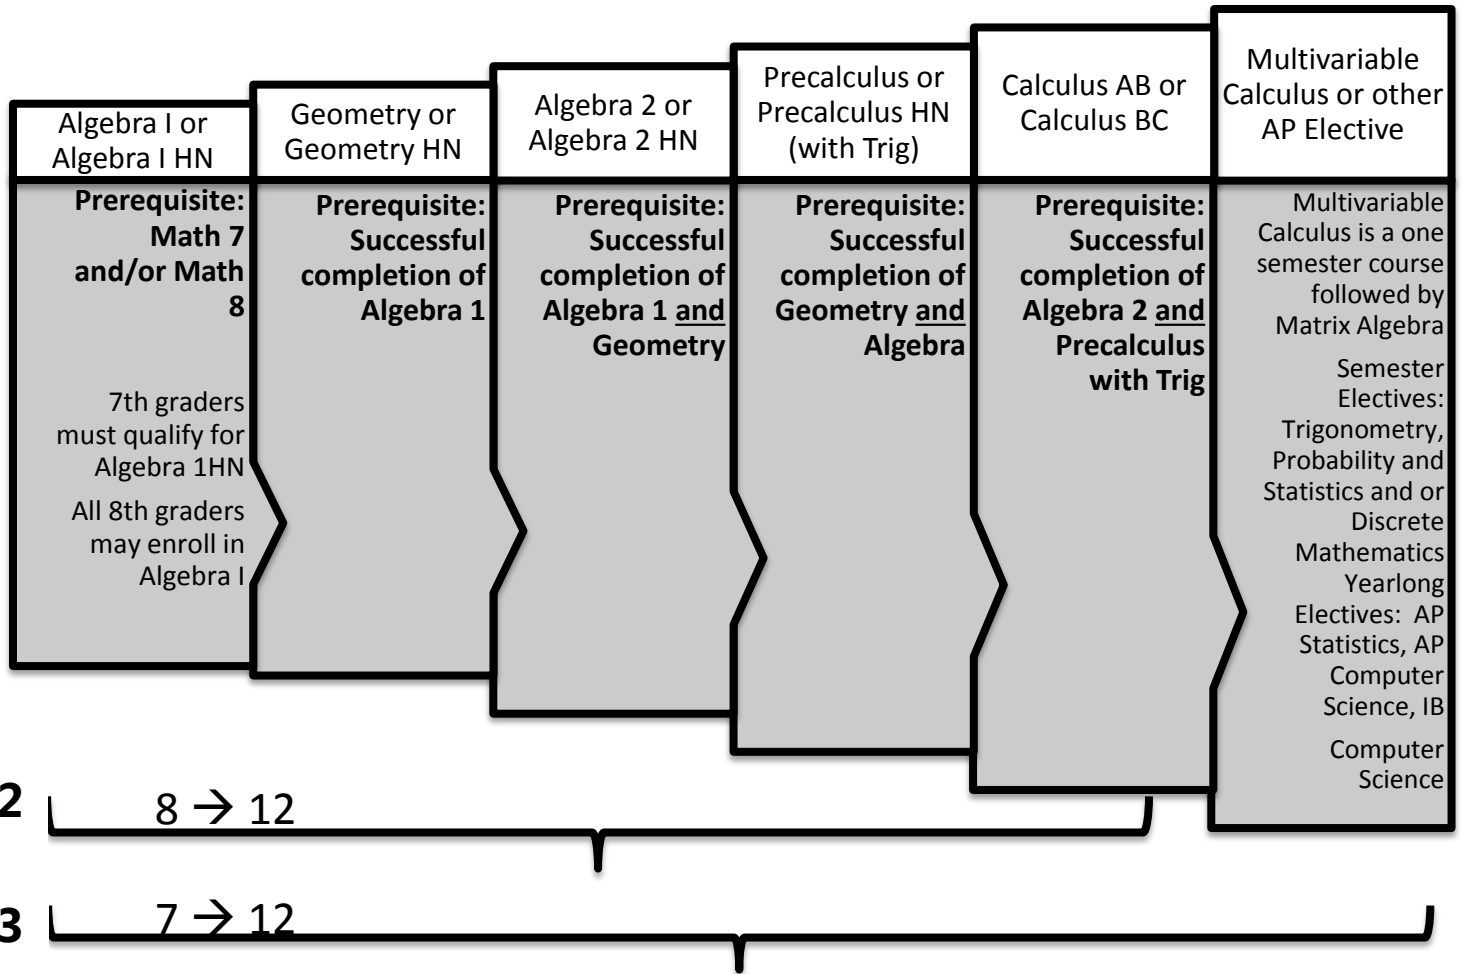 Algebra I or
Algebra I HN
Prerequisite:
Math 7
and/or Math
8
7th graders
must qualify for
Algebra 1HN
All 8th graders
may enroll in
Algebra I
Geometry or
Geometry HN
Prerequisite:
Successful
completion of
Algebra 1
Algebra 2 or
Algebra 2 HN
Prerequisite:
Successful
completion of
Algebra 1 and
Geometry
Precalculus or
Precalculus HN
(with Trig)
Prerequisite:
Successful
completion of
Geometry and
Algebra
Calculus AB or
Calculus BC
Prerequisite:
Successful
completion of
Algebra 2 and
Precalculus
with Trig
Multivariable
Calculus or other
AP Elective
Multivariable
Calculus is a one
semester course
followed by
Matrix Algebra
Semester
Electives:
Trigonometry,
Probability and
Statistics and or
Discrete
Mathematics
Yearlong
Electives: AP
Statistics, AP
Computer
Science, IB
Computer
Science
2 8 → 12
3 7 → 12